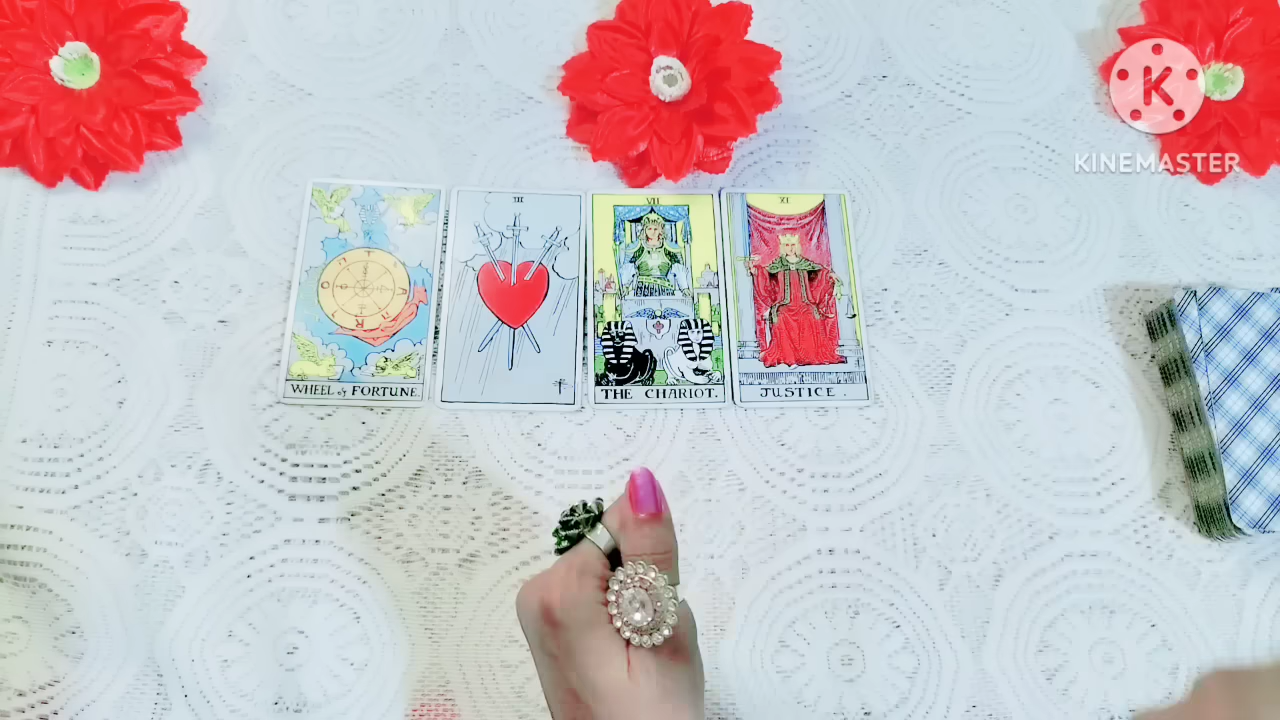 K
KINEMASTER
III
VII
XI
WHEEL of FORTUNE.
THE CHARIOT.
JUSTICE.